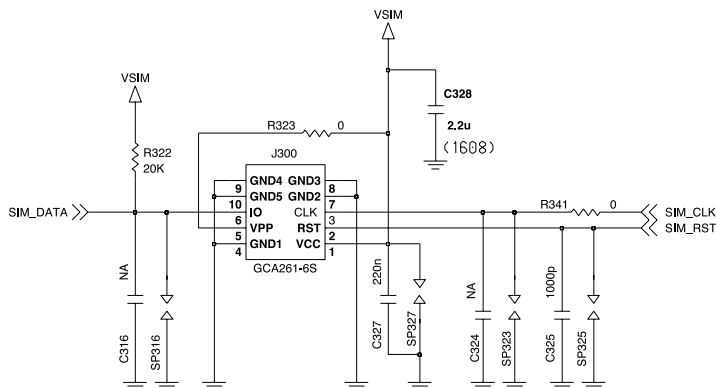 VSIM
VSIM
C328
2.2u
(1608)
R323 0
J300
R322
20K
GND4 GND3
9 8
GND5 GND2
10 7
SIM_DATA IO CLK R341 0 SIM_CLK
6 3
VPP RST SIM_RST
5 2
GND1 VCC
4 1
GCA261-6S
NA
C316
SP316
220n
C327
SP327
NA
C324
SP323
1000p
C325
SP325